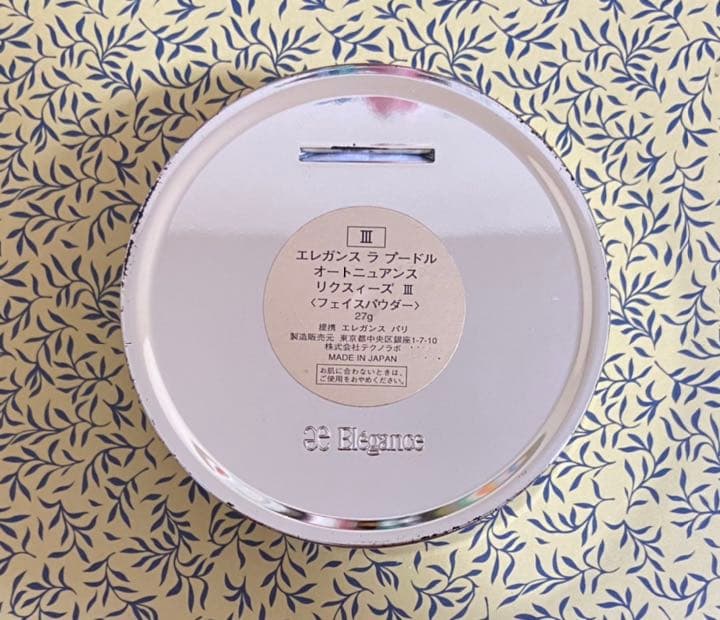 III
エレガンス ラ プードル
オートニュアンス
リクスィーズ III
〈フェイスパウダー〉
27g
提携 エレガンス パリ
製造販売元 東京都中央区銀座1-7-10
株式会社テクノラボ
MADE IN JAPAN
お肌に合わないときは、
ご使用をおやめください。
Elégance